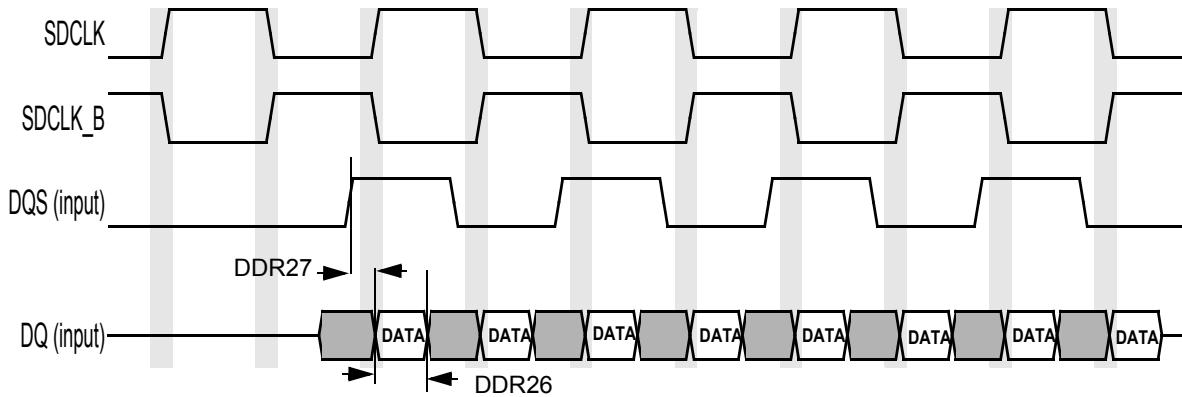 SDCLK
SDCLK_B
DQS (input)
DDR27
DQ (input) DATA DATA DATA DATA DATA DATA DATA DATA
DDR26